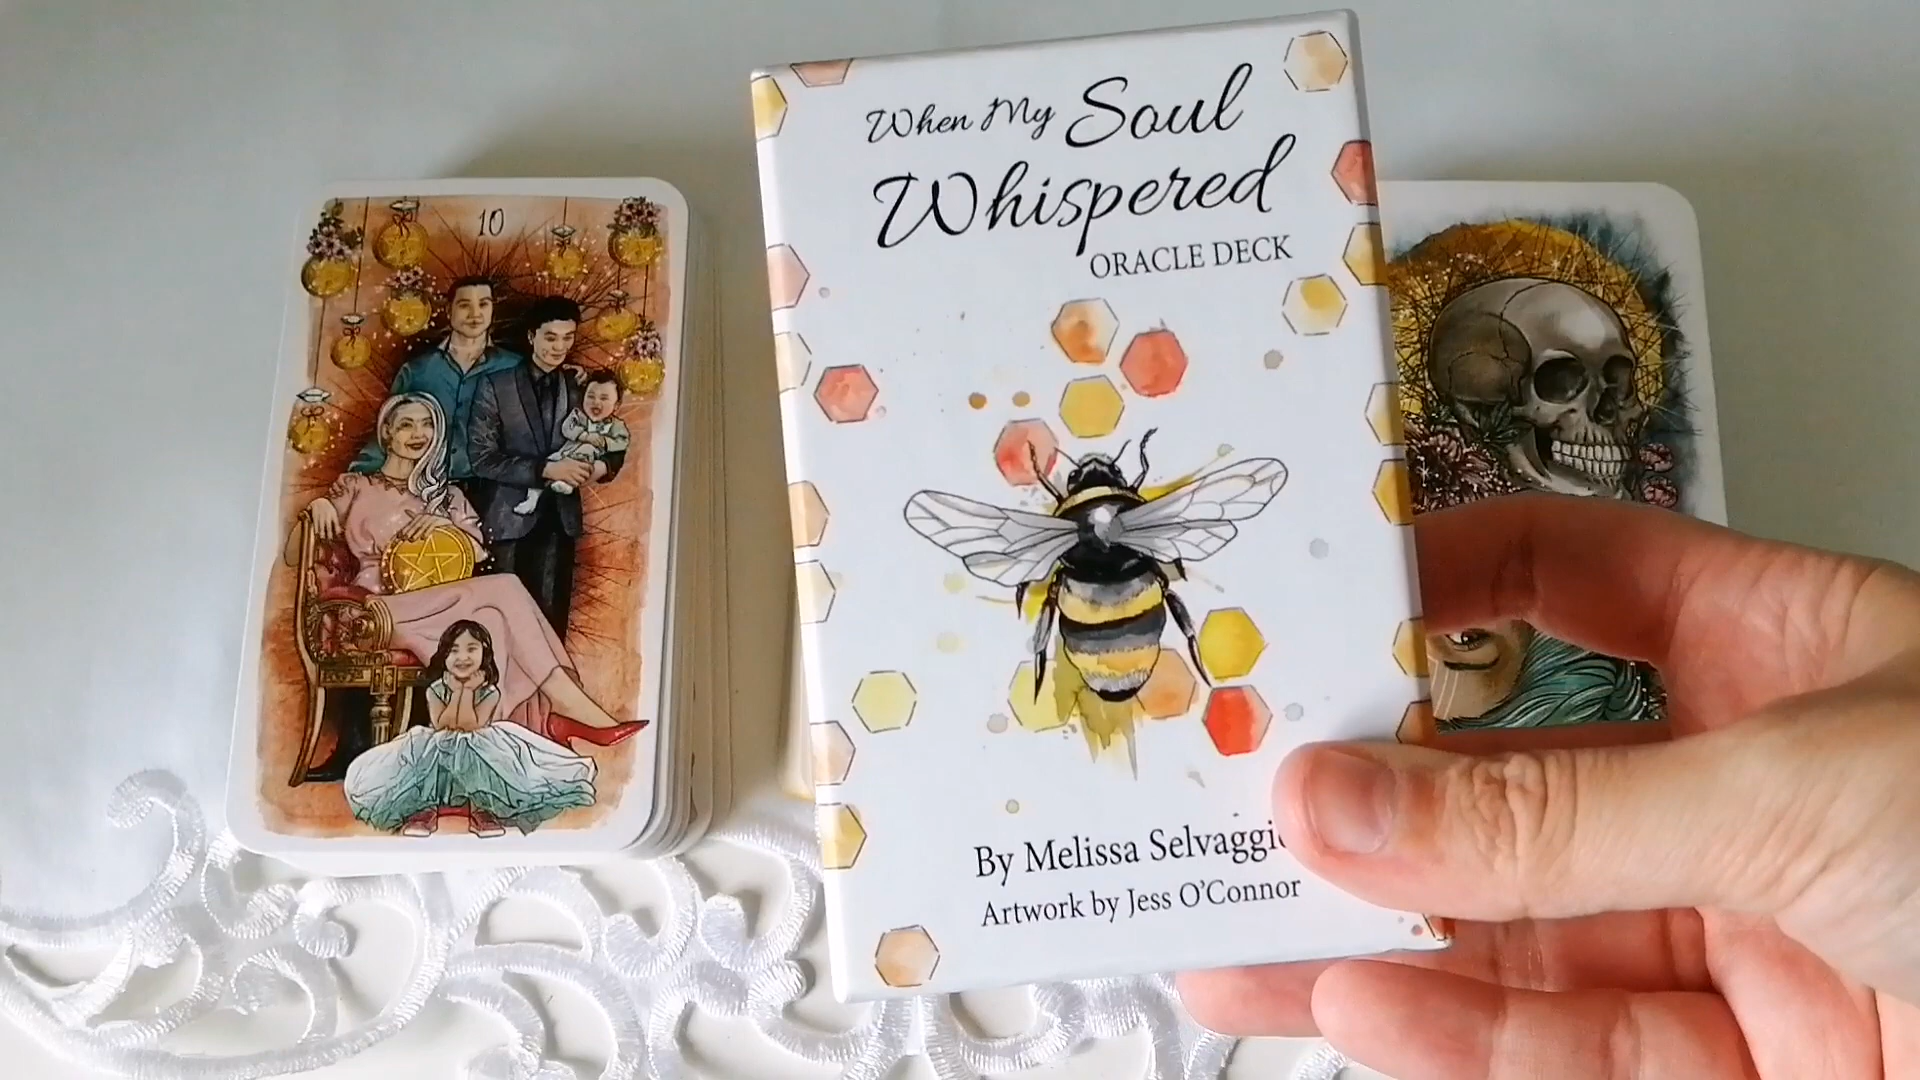 10
When My Soul
Whispered
ORACLE DECK
By Melissa Selvaggio
Artwork by Jess O'Connor